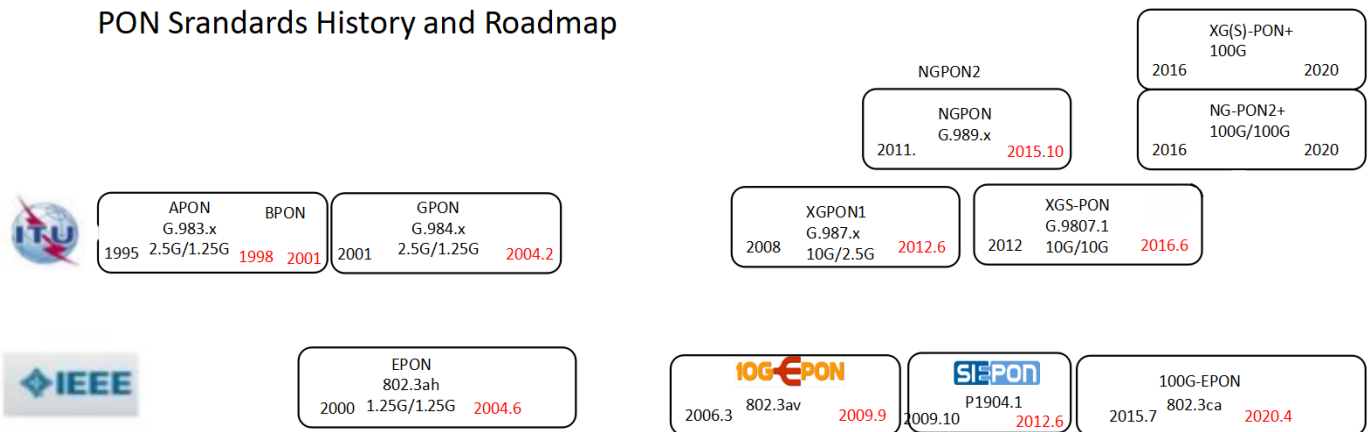 PON Srandards History and Roadmap
XG(S)-PON+
100G
2016 2020
NGPON2
NGPON
G.989.x
2011. 2015.10
NG-PON2+
100G/100G
2016 2020
ITU
APON BPON
G.983.x
1995 2.5G/1.25G 1998 2001
GPON
G.984.x
2001 2.5G/1.25G 2004.2
XGPON1
G.987.x
2008 10G/2.5G 2012.6
XGS-PON
G.9807.1
2012 10G/10G 2016.6
IEEE
EPON
802.3ah
2000 1.25G/1.25G 2004.6
10G-EPON
802.3av
2006.3 2009.9
SIEPON
P1904.1
2009.10 2012.6
100G-EPON
802.3ca
2015.7 2020.4